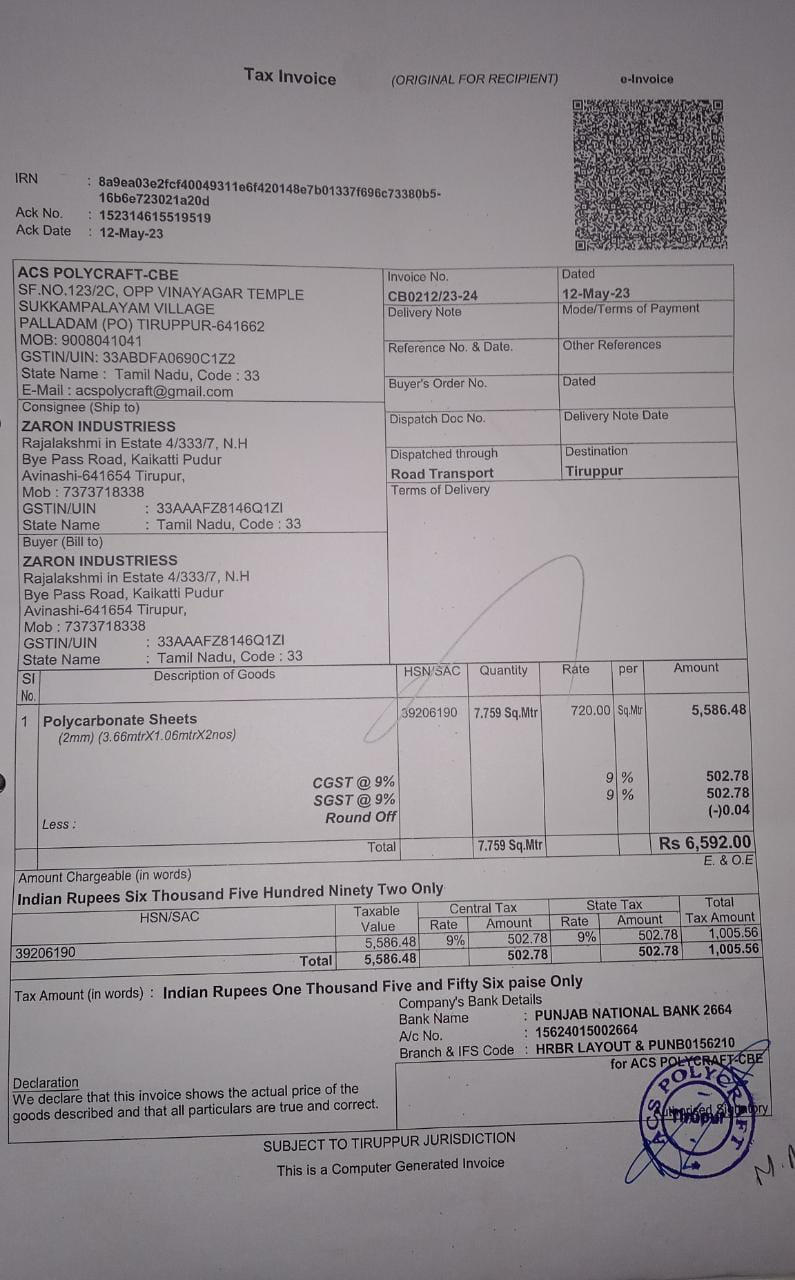 Tax Invoice (ORIGINAL FOR RECIPIENT) e-Invoice
IRN : 8a9ea03e2fcf40049311e6f420148e7b01337f696c73380b5-
16b6e723021a20d
Ack No. : 152314615519519
Ack Date : 12-May-23
ACS POLYCRAFT-CBE
SF.NO.123/2C, OPP VINAYAGAR TEMPLE
SUKKAMPALAYAM VILLAGE
PALLADAM (PO) TIRUPPUR-641662
MOB: 9008041041
GSTIN/UIN: 33ABDFA0690C1Z2
State Name : Tamil Nadu, Code : 33
E-Mail : acspolycraft@gmail.com
Invoice No. Dated
CB0212/23-24 12-May-23
Delivery Note Mode/Terms of Payment
Reference No. & Date. Other References
Buyer's Order No. Dated
Dispatch Doc No. Delivery Note Date
Dispatched through Destination
Road Transport Tiruppur
Terms of Delivery
Consignee (Ship to)
ZARON INDUSTRIESS
Rajalakshmi in Estate 4/333/7, N.H
Bye Pass Road, Kaikatti Pudur
Avinashi-641654 Tirupur,
Mob : 7373718338
GSTIN/UIN : 33AAAFZ8146Q1ZI
State Name : Tamil Nadu, Code : 33
Buyer (Bill to)
ZARON INDUSTRIESS
Rajalakshmi in Estate 4/333/7, N.H
Bye Pass Road, Kaikatti Pudur
Avinashi-641654 Tirupur,
Mob : 7373718338
GSTIN/UIN : 33AAAFZ8146Q1ZI
State Name : Tamil Nadu, Code : 33
SI No. Description of Goods HSN/SAC Quantity Rate per Amount
1 Polycarbonate Sheets 39206190 7.759 Sq.Mtr 720.00 Sq.Mtr 5,586.48
(2mm) (3.66mtrX1.06mtrX2nos)
CGST @ 9% 9 % 502.78
SGST @ 9% 9 % 502.78
Less : Round Off (-)0.04
Total 7.759 Sq.Mtr Rs 6,592.00
Amount Chargeable (in words) E. & O.E
Indian Rupees Six Thousand Five Hundred Ninety Two Only
HSN/SAC Taxable Value Central Tax State Tax Total Tax Amount
Rate Amount Rate Amount
39206190 5,586.48 9% 502.78 9% 502.78 1,005.56
Total 5,586.48 502.78 502.78 1,005.56
Tax Amount (in words) : Indian Rupees One Thousand Five and Fifty Six paise Only
Company's Bank Details
Bank Name : PUNJAB NATIONAL BANK 2664
A/c No. : 15624015002664
Branch & IFS Code : HRBR LAYOUT & PUNB0156210
for ACS POLYCRAFT-CBE
Declaration
We declare that this invoice shows the actual price of the
goods described and that all particulars are true and correct.
ACS POLYCRAFT
Tirupur
Authorised Signatory
SUBJECT TO TIRUPPUR JURISDICTION
This is a Computer Generated Invoice